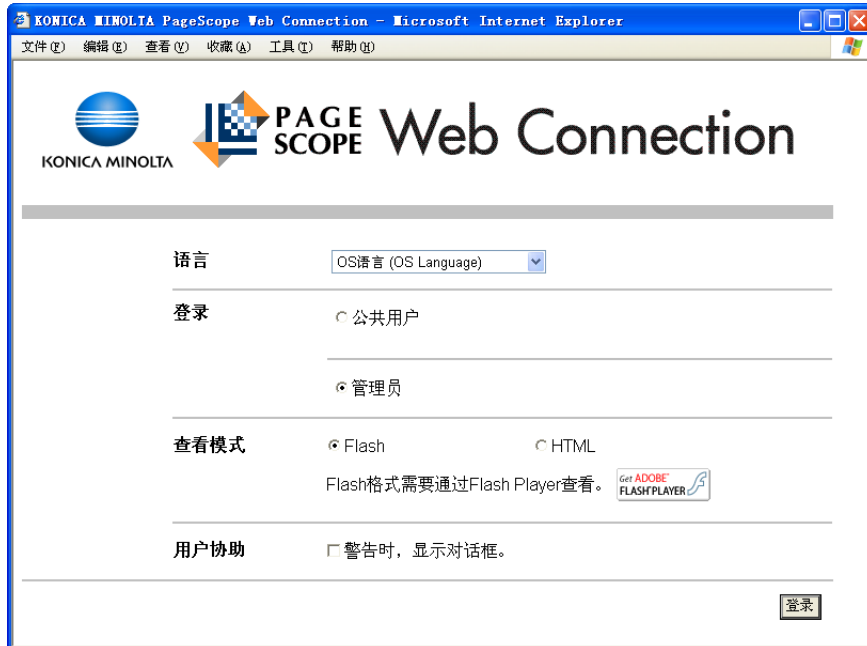 KONICA MINOLTA PageScope Web Connection - Microsoft Internet Explorer
文件(F) 编辑(E) 查看(V) 收藏(A) 工具(T) 帮助(H)
KONICA MINOLTA
PAGE SCOPE Web Connection
语言 OS语言 (OS Language)
登录 公共用户
管理员
查看模式 Flash HTML
Flash格式需要通过Flash Player查看。 Get ADOBE FLASH PLAYER
用户协助 警告时，显示对话框。
登录